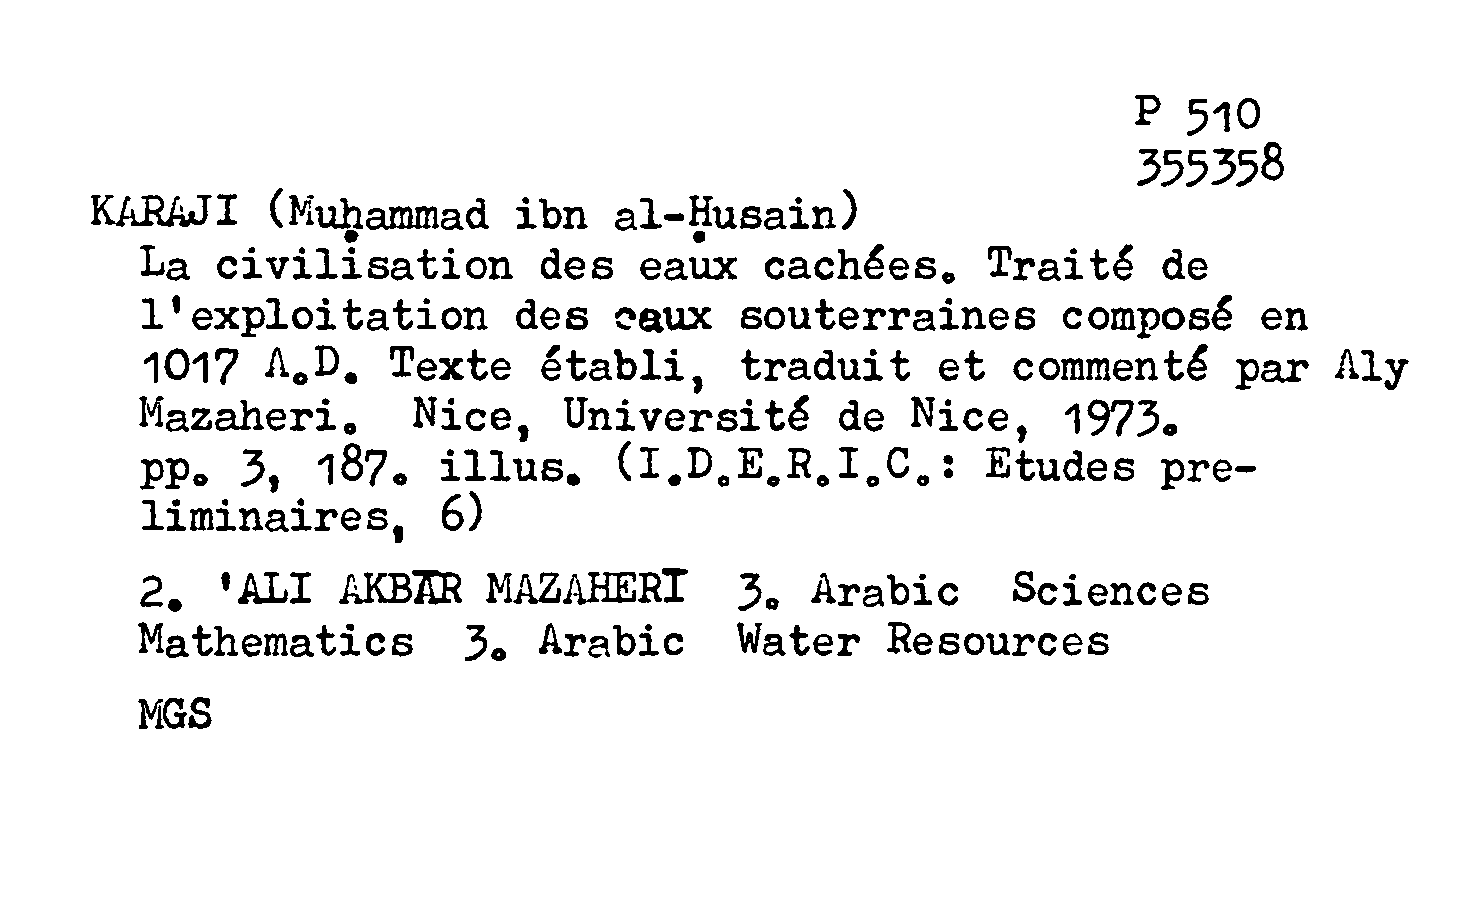 P 510
355358
KARAJI (Muḥammad ibn al-Ḥusain)
La civilisation des eaux cachées. Traité de
l'exploitation des eaux souterraines composé en
1017 A.D. Texte établi, traduit et commenté par Aly
Mazaheri. Nice, Université de Nice, 1973.
pp. 3, 187. illus. (I.D.E.R.I.C.: Etudes pre-
liminaires, 6)
2. 'ALI AKBĀR MAZAHERĪ 3. Arabic Sciences
Mathematics 3. Arabic Water Resources
MGS